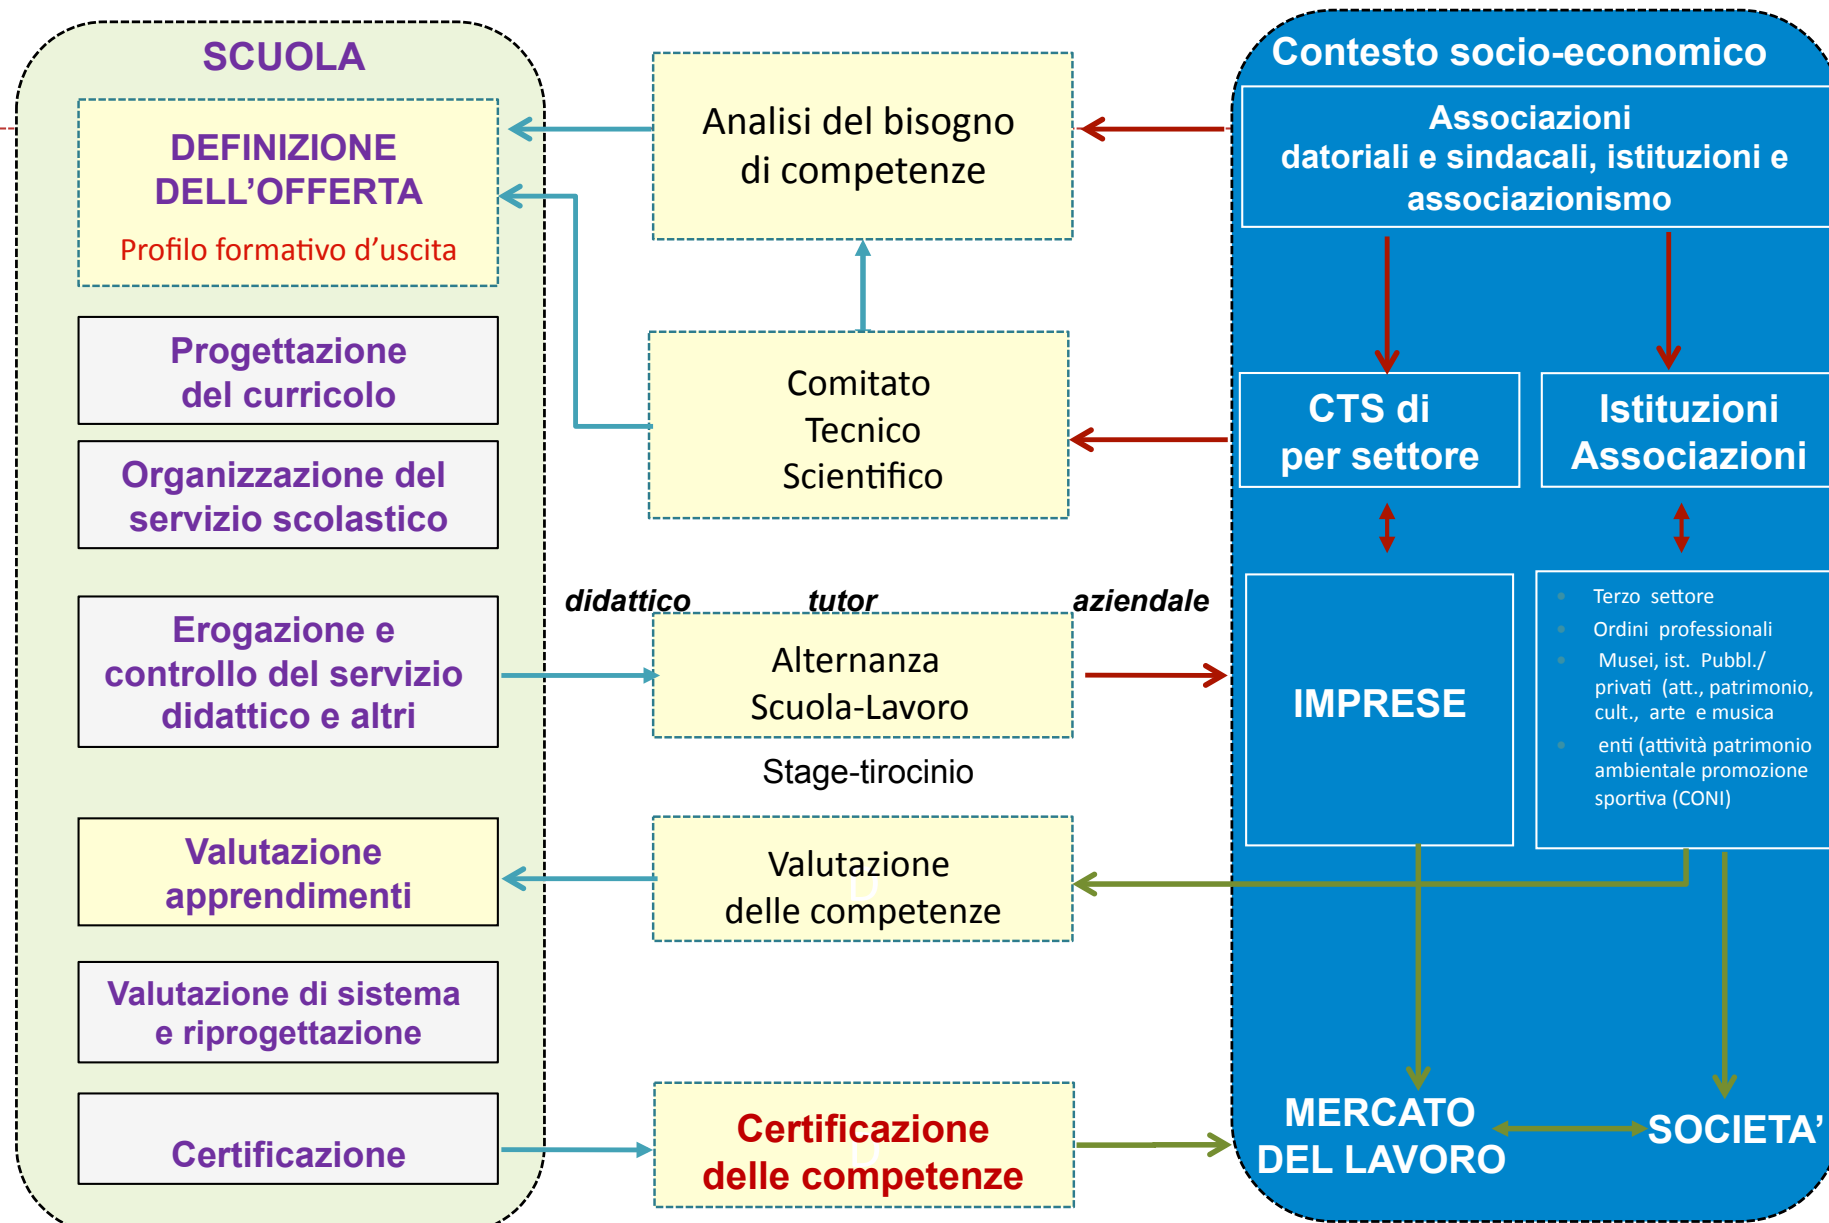 SCUOLA
DEFINIZIONE
DELL’OFFERTA
Profilo formativo d’uscita
Progettazione
del curricolo
Organizzazione del
servizio scolastico
Erogazione e
controllo del servizio
didattico e altri
Valutazione
apprendimenti
Valutazione di sistema
e riprogettazione
Certificazione
Analisi del bisogno
di competenze
Comitato
Tecnico
Scientifico
didattico tutor aziendale
Alternanza
Scuola-Lavoro
Stage-tirocinio
Valutazione
delle competenze
Certificazione
delle competenze
Contesto socio-economico
Associazioni
datoriali e sindacali, istituzioni e
associazionismo
CTS di
per settore
Istituzioni
Associazioni
IMPRESE
• Terzo settore
• Ordini professionali
• Musei, ist. Pubbl./
privati (att., patrimonio,
cult., arte e musica
• enti (attività patrimonio
ambientale promozione
sportiva (CONI)
MERCATO
DEL LAVORO
SOCIETA’